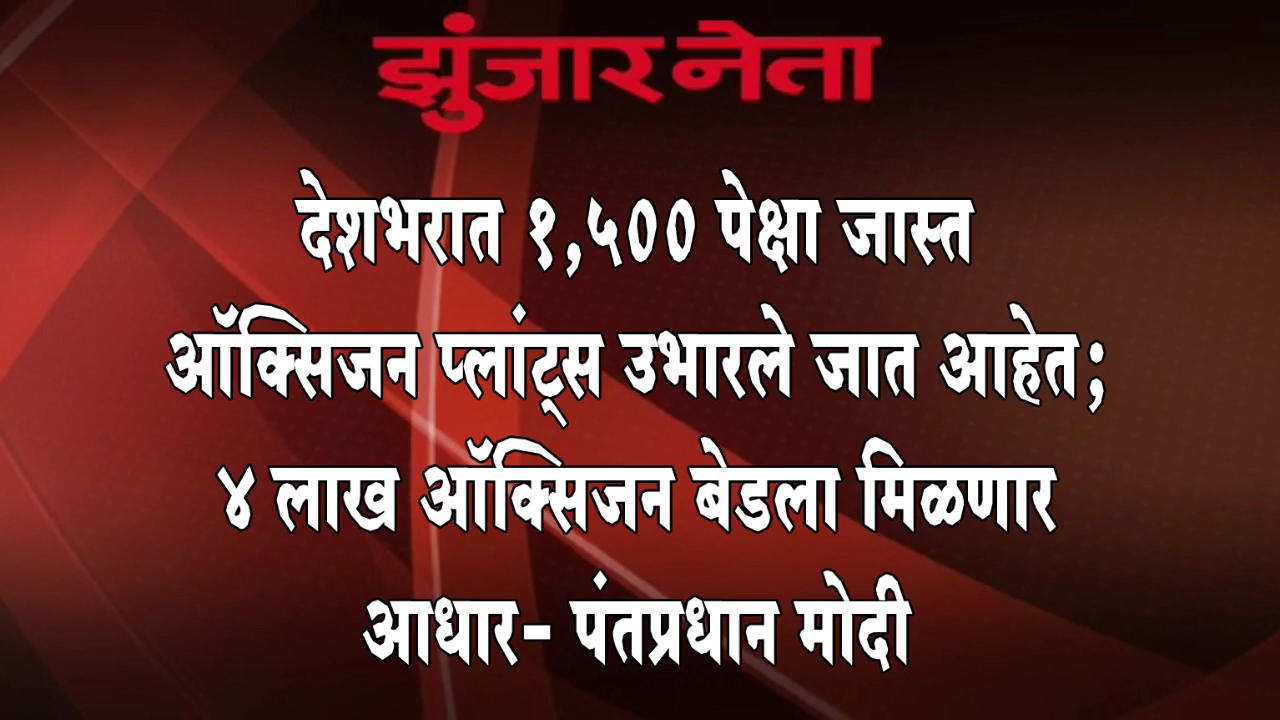 झुंजार नेता
देशभरात १,५०० पेक्षा जास्त
ऑक्सिजन प्लांट्स उभारले जात आहेत;
४ लाख ऑक्सिजन बेडला मिळणार
आधार- पंतप्रधान मोदी